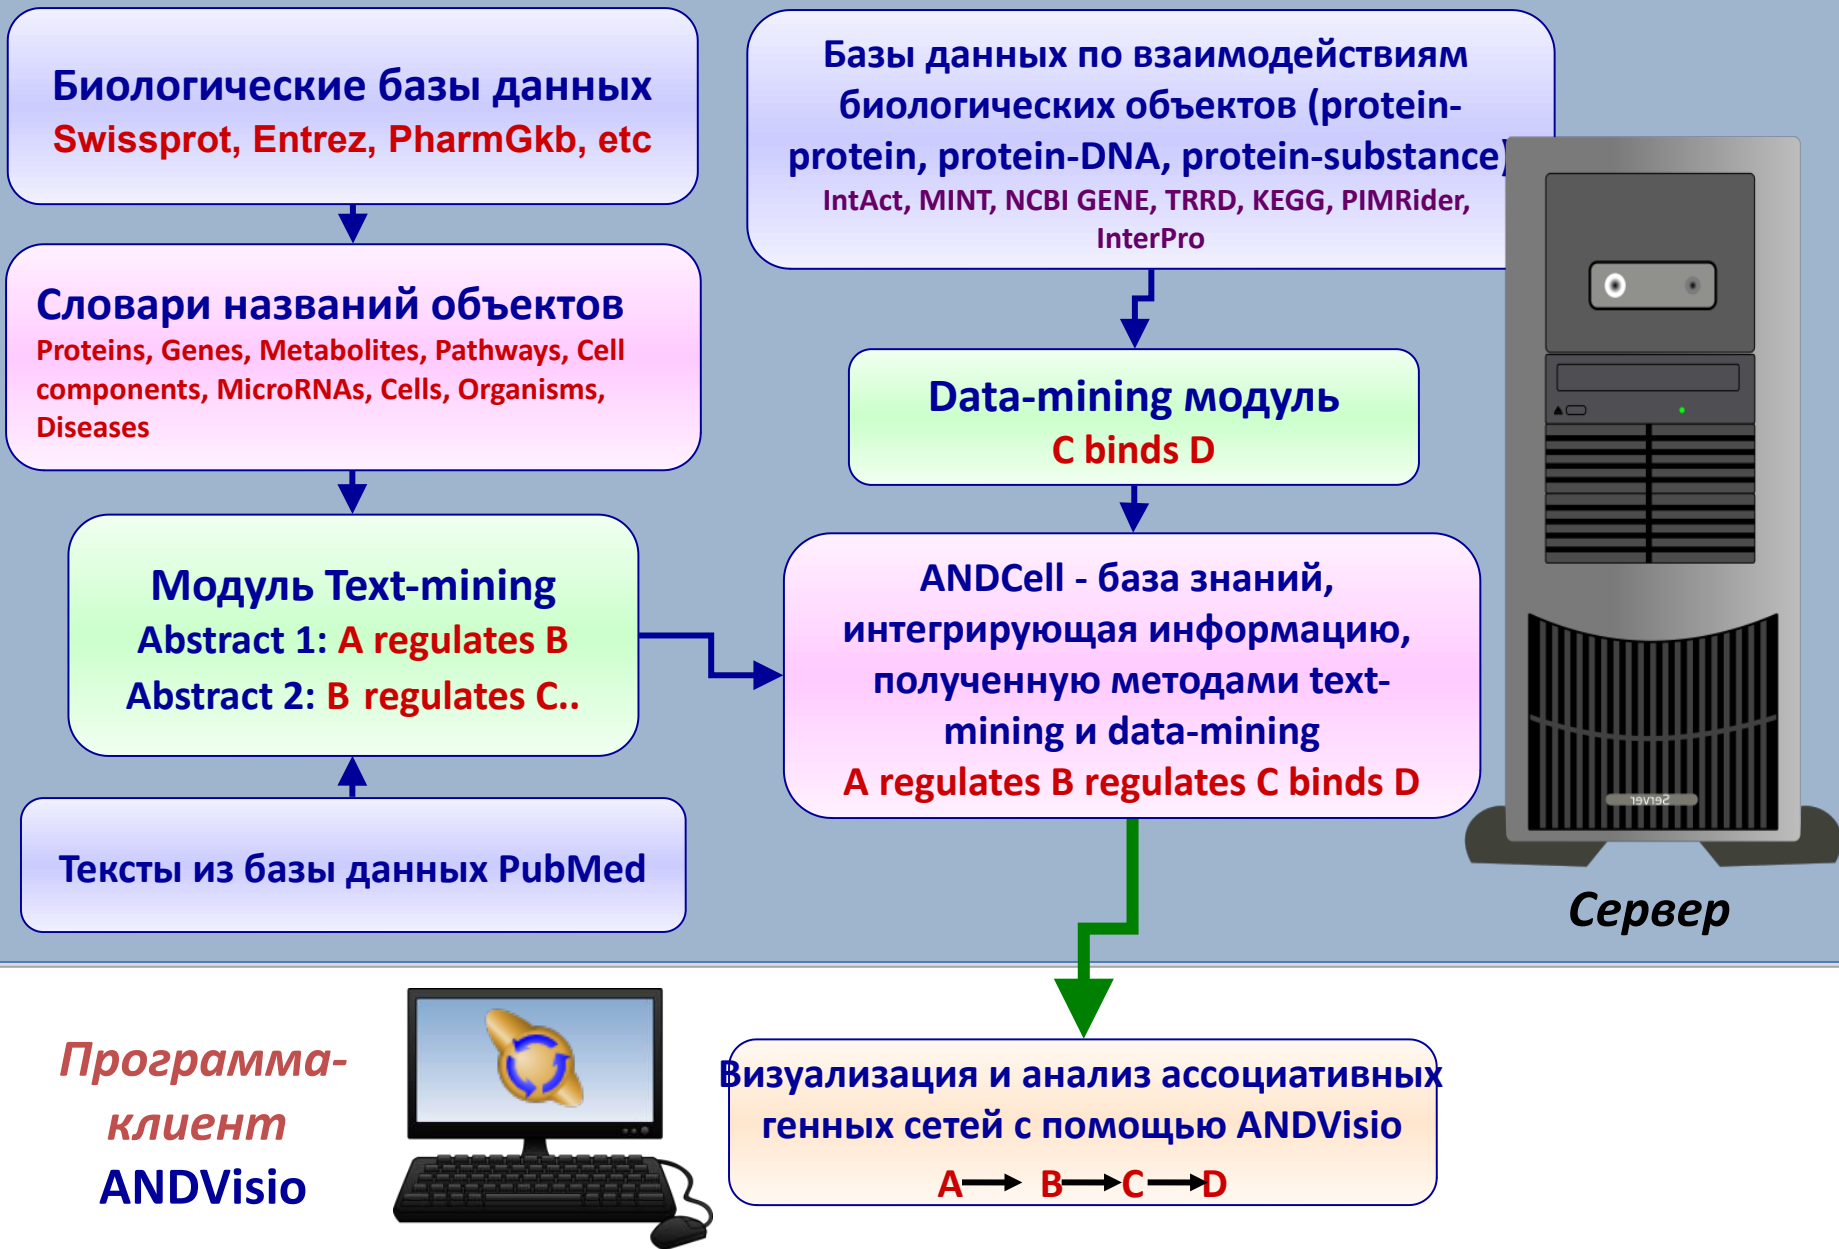 Биологические базы данных
Swissprot, Entrez, PharmGkb, etc
Словари названий объектов
Proteins, Genes, Metabolites, Pathways, Cell
components, MicroRNAs, Cells, Organisms,
Diseases
Модуль Text-mining
Abstract 1: A regulates B
Abstract 2: B regulates C..
Тексты из базы данных PubMed
Базы данных по взаимодействиям
биологических объектов (protein-
protein, protein-DNA, protein-substance)
IntAct, MINT, NCBI GENE, TRRD, KEGG, PIMRider,
InterPro
Data-mining модуль
C binds D
ANDCell - база знаний,
интегрирующая информацию,
полученную методами text-
mining и data-mining
A regulates B regulates C binds D
Server
Сервер
Программа-
клиент
ANDVisio
Визуализация и анализ ассоциативных
генных сетей с помощью ANDVisio
A B C D